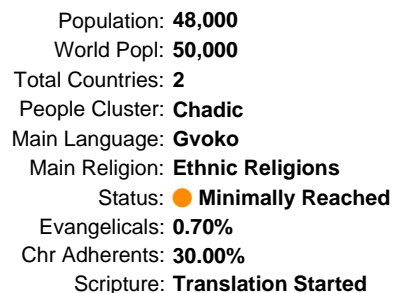 Population: 48,000
World Popl: 50,000
Total Countries: 2
People Cluster: Chadic
Main Language: Gvoko
Main Religion: Ethnic Religions
Status: Minimally Reached
Evangelicals: 0.70%
Chr Adherents: 30.00%
Scripture: Translation Started